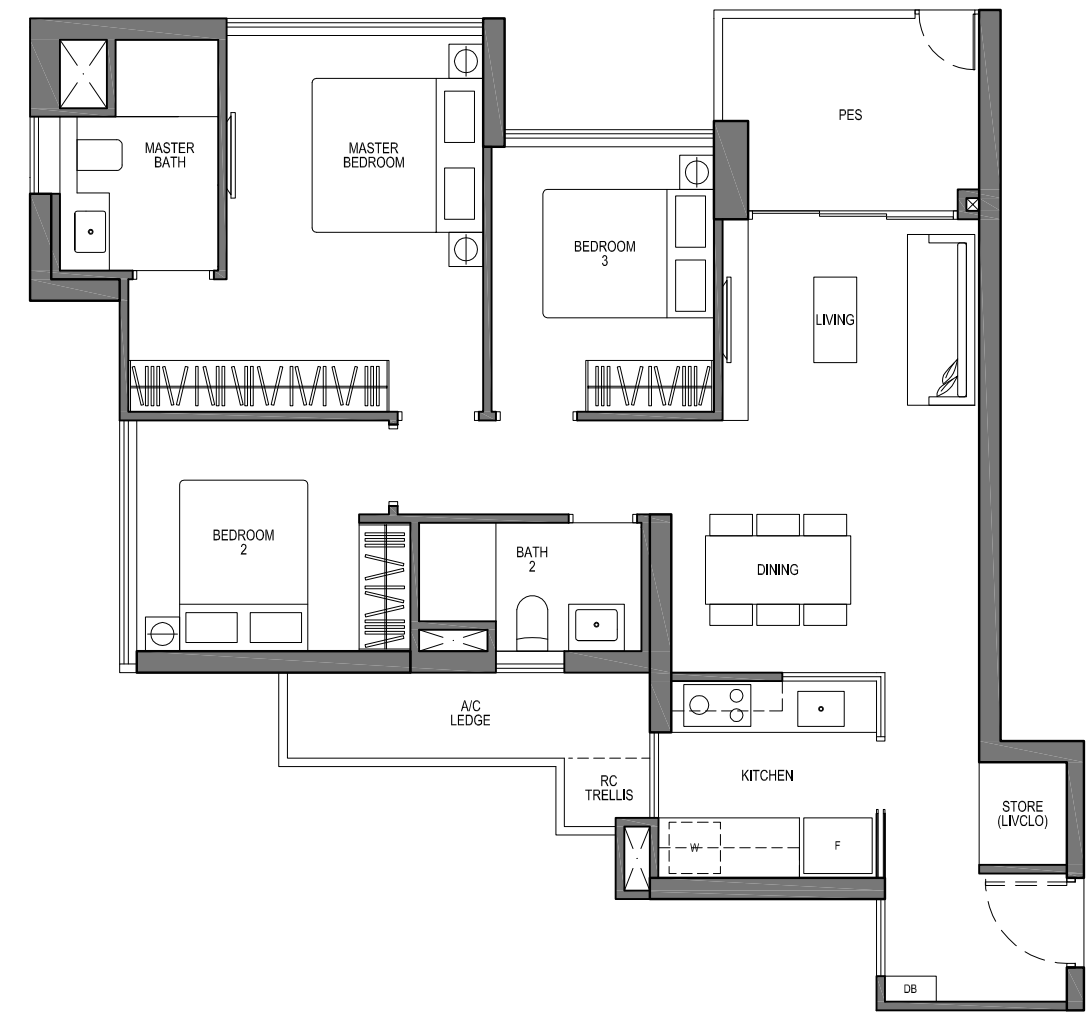 PES
MASTER
BATH
MASTER
BEDROOM
BEDROOM
3
LIVING
BEDROOM
2
BATH
2
DINING
A/C
LEDGE
RC
TRELLIS
KITCHEN
STORE
(LIVCLO)
W
F
DB